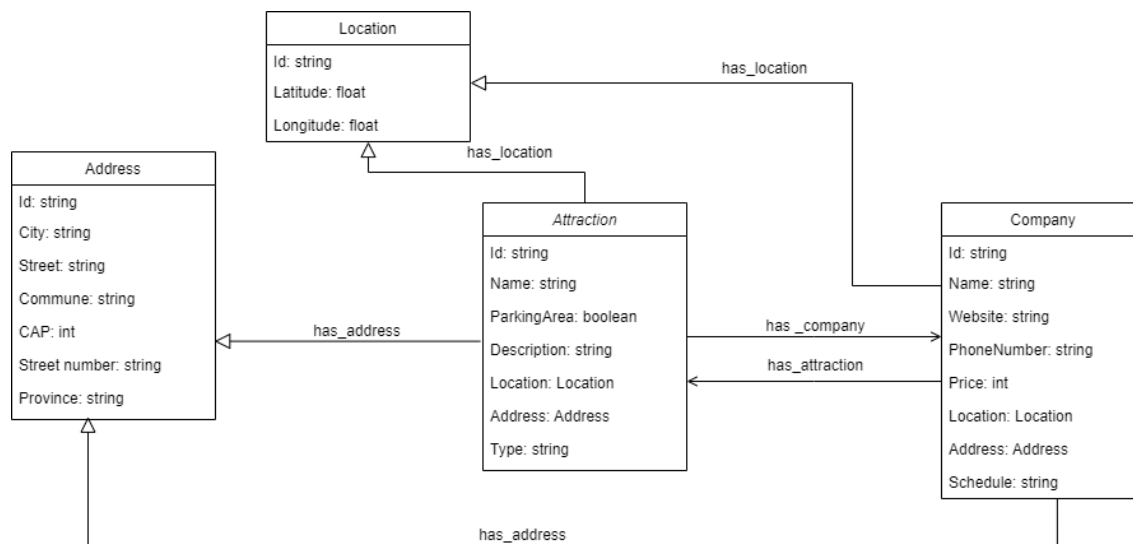 Location
Id: string
Latitude: float
Longitude: float
has_location
has_location
Address
Id: string
City: string
Street: string
Commune: string
CAP: int
Street number: string
Province: string
has_address
Attraction
Id: string
Name: string
ParkingArea: boolean
Description: string
Location: Location
Address: Address
Type: string
has _company
has_attraction
Company
Id: string
Name: string
Website: string
PhoneNumber: string
Price: int
Location: Location
Address: Address
Schedule: string
has_address